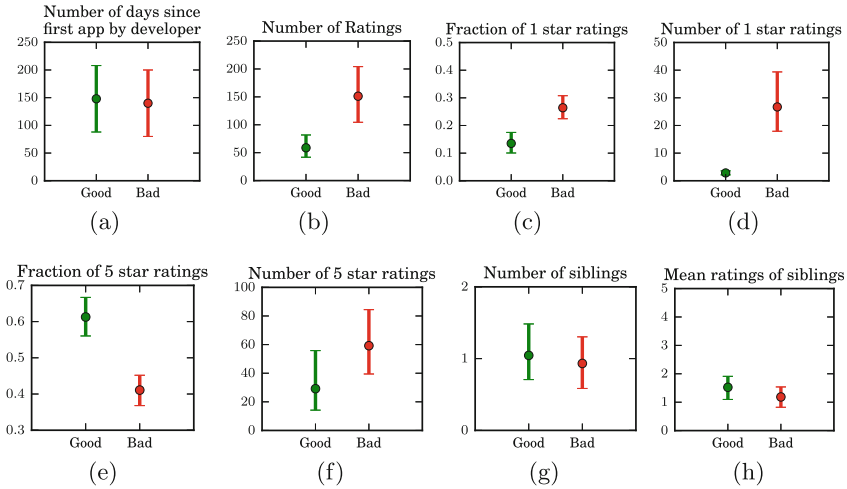 Number of days since
first app by developer
250
200
150
100
50
0
Good Bad
(a)
Number of Ratings
250
200
150
100
50
0
Good Bad
(b)
Fraction of 1 star ratings
0.5
0.4
0.3
0.2
0.1
0.0
Good Bad
(c)
Number of 1 star ratings
50
40
30
20
10
0
Good Bad
(d)
Fraction of 5 star ratings
0.7
0.6
0.5
0.4
0.3
Good Bad
(e)
Number of 5 star ratings
100
80
60
40
20
0
Good Bad
(f)
Number of siblings
2
1
0
Good Bad
(g)
Mean ratings of siblings
5
4
3
2
1
0
Good Bad
(h)